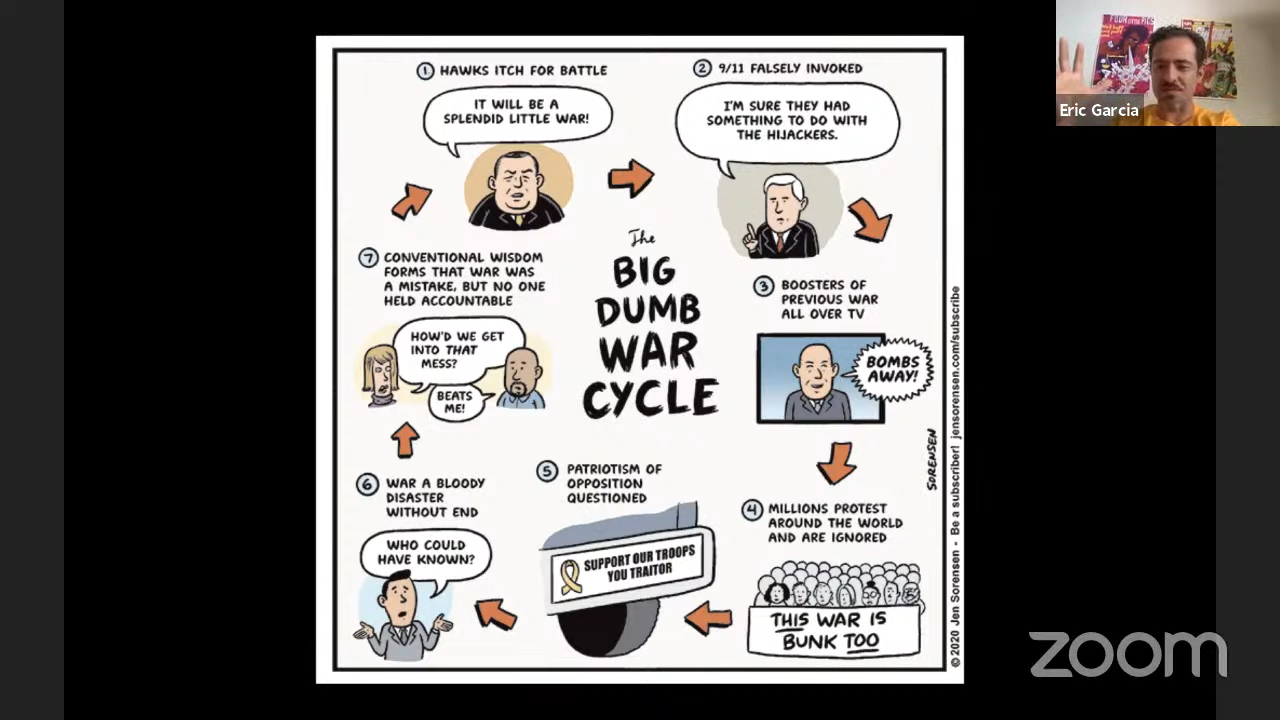 ① HAWKS ITCH FOR BATTLE
IT WILL BE A
SPLENDID LITTLE WAR!
② 9/11 FALSELY INVOKED
I'M SURE THEY HAD
SOMETHING TO DO WITH
THE HIJACKERS.
The
BIG
DUMB
WAR
CYCLE
③ BOOSTERS OF
PREVIOUS WAR
ALL OVER TV
BOMBS
AWAY!
④ MILLIONS PROTEST
AROUND THE WORLD
AND ARE IGNORED
THIS WAR IS
BUNK TOO
⑤ PATRIOTISM OF
OPPOSITION
QUESTIONED
SUPPORT OUR TROOPS
YOU TRAITOR
⑥ WAR A BLOODY
DISASTER
WITHOUT END
WHO COULD
HAVE KNOWN?
⑦ CONVENTIONAL WISDOM
FORMS THAT WAR WAS
A MISTAKE, BUT NO ONE
HELD ACCOUNTABLE
HOW'D WE GET
INTO THAT
MESS?
BEATS
ME!
SORENSEN
© 2020 Jen Sorensen - Be a subscriber! jensorensen.com/subscribe
Eric Garcia
zoom